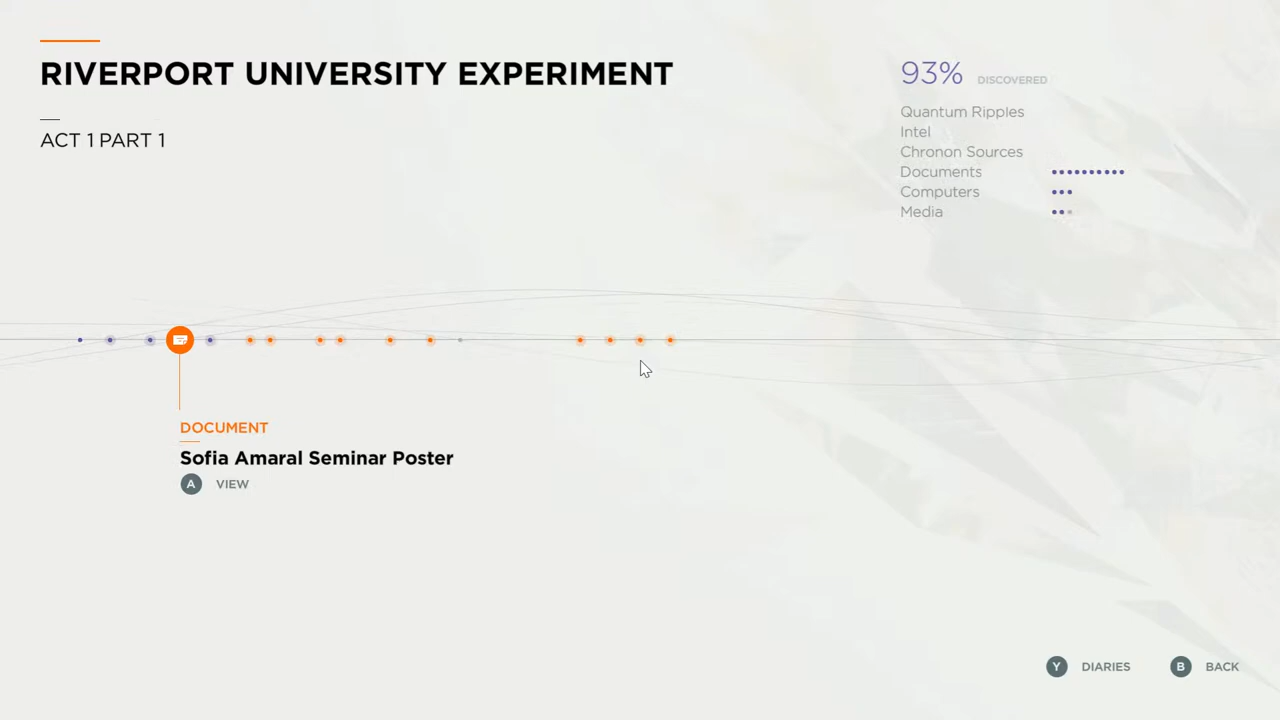 RIVERPORT UNIVERSITY EXPERIMENT
ACT 1 PART 1
93% DISCOVERED
Quantum Ripples
Intel
Chronon Sources
Documents
Computers
Media
DOCUMENT
Sofia Amaral Seminar Poster
A VIEW
Y DIARIES B BACK